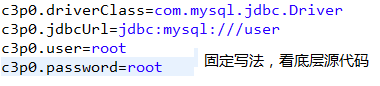 c3p0.driverClass=com.mysql.jdbc.Driver
c3p0.jdbcUrl=jdbc:mysql:///user
c3p0.user=root
c3p0.password=root
固定写法，看底层源代码